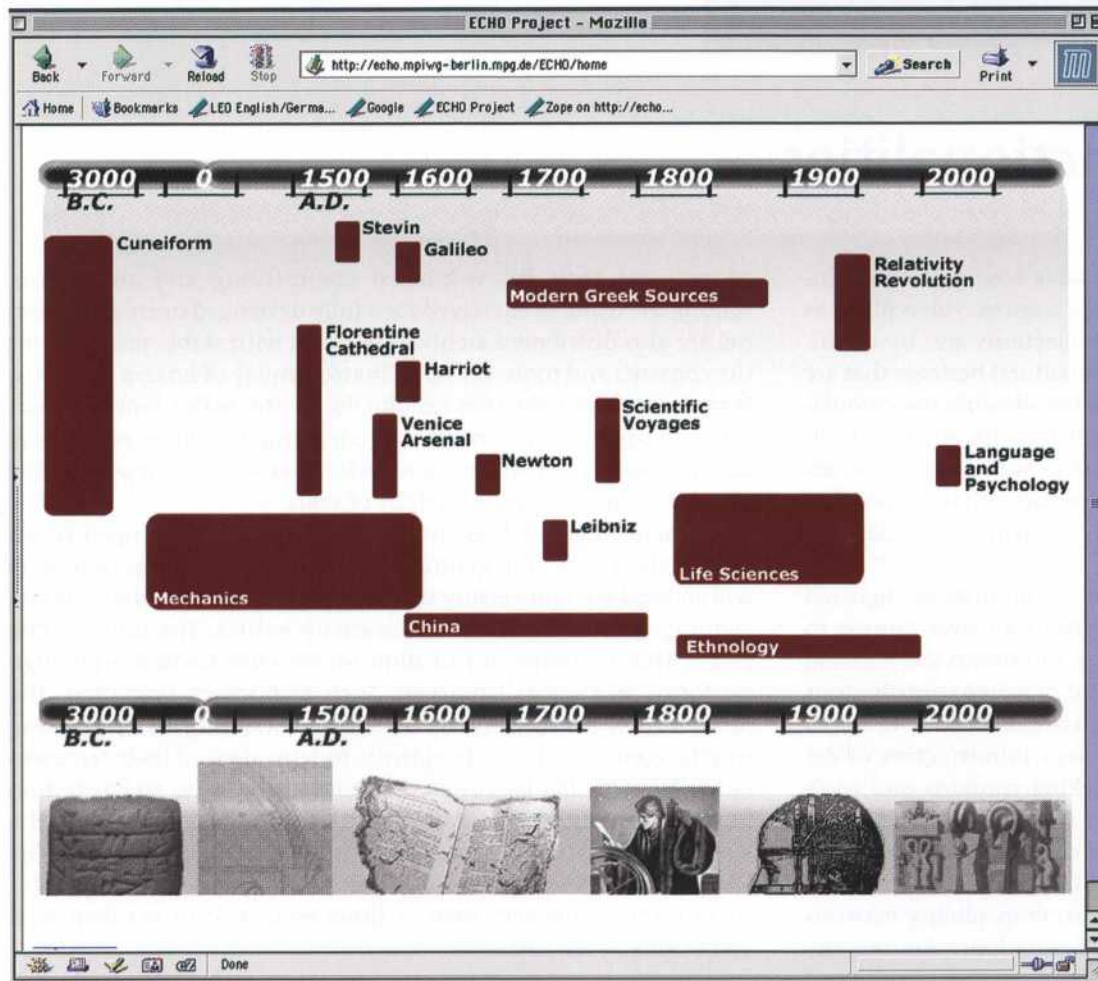 ECHO Project - Mozilla
Back Forward Reload Stop http://echo.mpiwg-berlin.mpg.de/ECHO/home Search Print
Home Bookmarks LEO English/Germa... Google ECHO Project Zope on http://echo...
3000 0 1500 1600 1700 1800 1900 2000
B.C. A.D.
Cuneiform
Stevin
Galileo
Relativity
Revolution
Modern Greek Sources
Florentine
Cathedral
Harriot
Scientific
Voyages
Venice
Arsenal
Newton
Language
and
Psychology
Leibniz
Life Sciences
Mechanics
China
Ethnology
3000 0 1500 1600 1700 1800 1900 2000
B.C. A.D.
Done